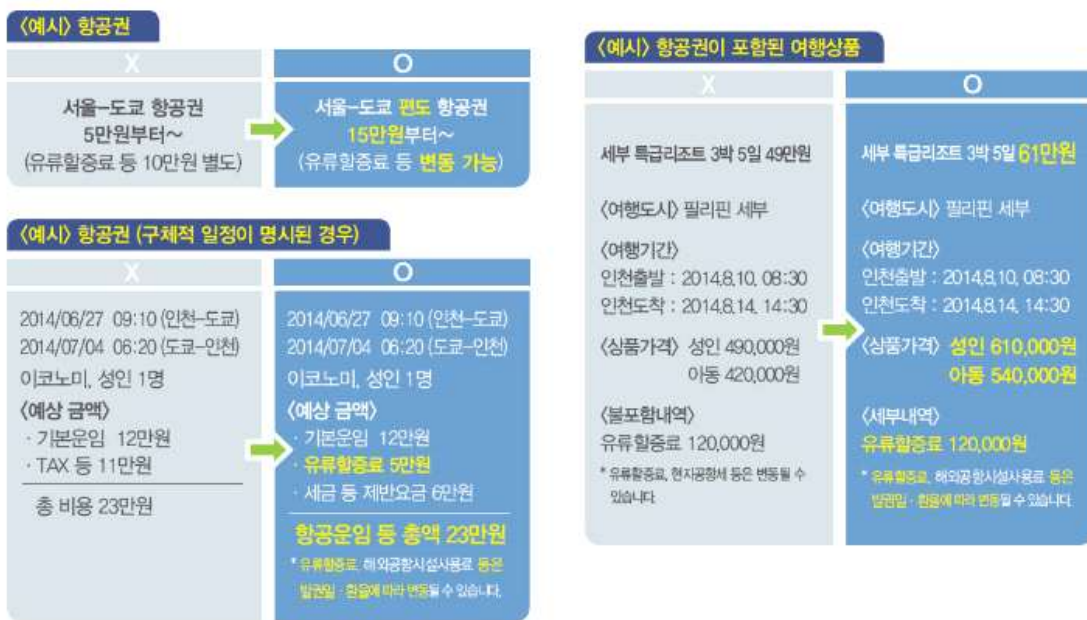 〈예시〉 항공권
X
O
서울-도쿄 항공권
5만원부터~
(유류할증료 등 10만원 별도)
서울-도쿄 편도 항공권
15만원부터~
(유류할증료 등 변동 가능)
〈예시〉 항공권 (구체적 일정이 명시된 경우)
X
O
2014/06/27 09:10 (인천-도쿄)
2014/07/04 06:20 (도쿄-인천)
이코노미, 성인 1명
〈예상 금액〉
· 기본운임 12만원
· TAX 등 11만원
총 비용 23만원
2014/06/27 09:10 (인천-도쿄)
2014/07/04 06:20 (도쿄-인천)
이코노미, 성인 1명
〈예상 금액〉
· 기본운임 12만원
· 유류할증료 5만원
· 세금 등 제반요금 6만원
항공운임 등 총액 23만원
* 유류할증료, 해외공항시설사용료 등은
발권일·환율에 따라 변동될 수 있습니다.
〈예시〉 항공권이 포함된 여행상품
X
O
세부 특급리조트 3박 5일 49만원
〈여행도시〉 필리핀 세부
〈여행기간〉
인천출발 : 2014.8.10, 08:30
인천도착 : 2014.8.14, 14:30
〈상품가격〉 성인 490,000원
아동 420,000원
〈불포함내역〉
유류할증료 120,000원
* 유류할증료, 현지공항세 등은 변동될 수
있습니다.
세부 특급리조트 3박 5일 61만원
〈여행도시〉 필리핀 세부
〈여행기간〉
인천출발 : 2014.8.10, 08:30
인천도착 : 2014.8.14, 14:30
〈상품가격〉 성인 610,000원
아동 540,000원
〈세부내역〉
유류할증료 120,000원
* 유류할증료, 해외공항시설사용료 등은
발권일·환율에 따라 변동될 수 있습니다.